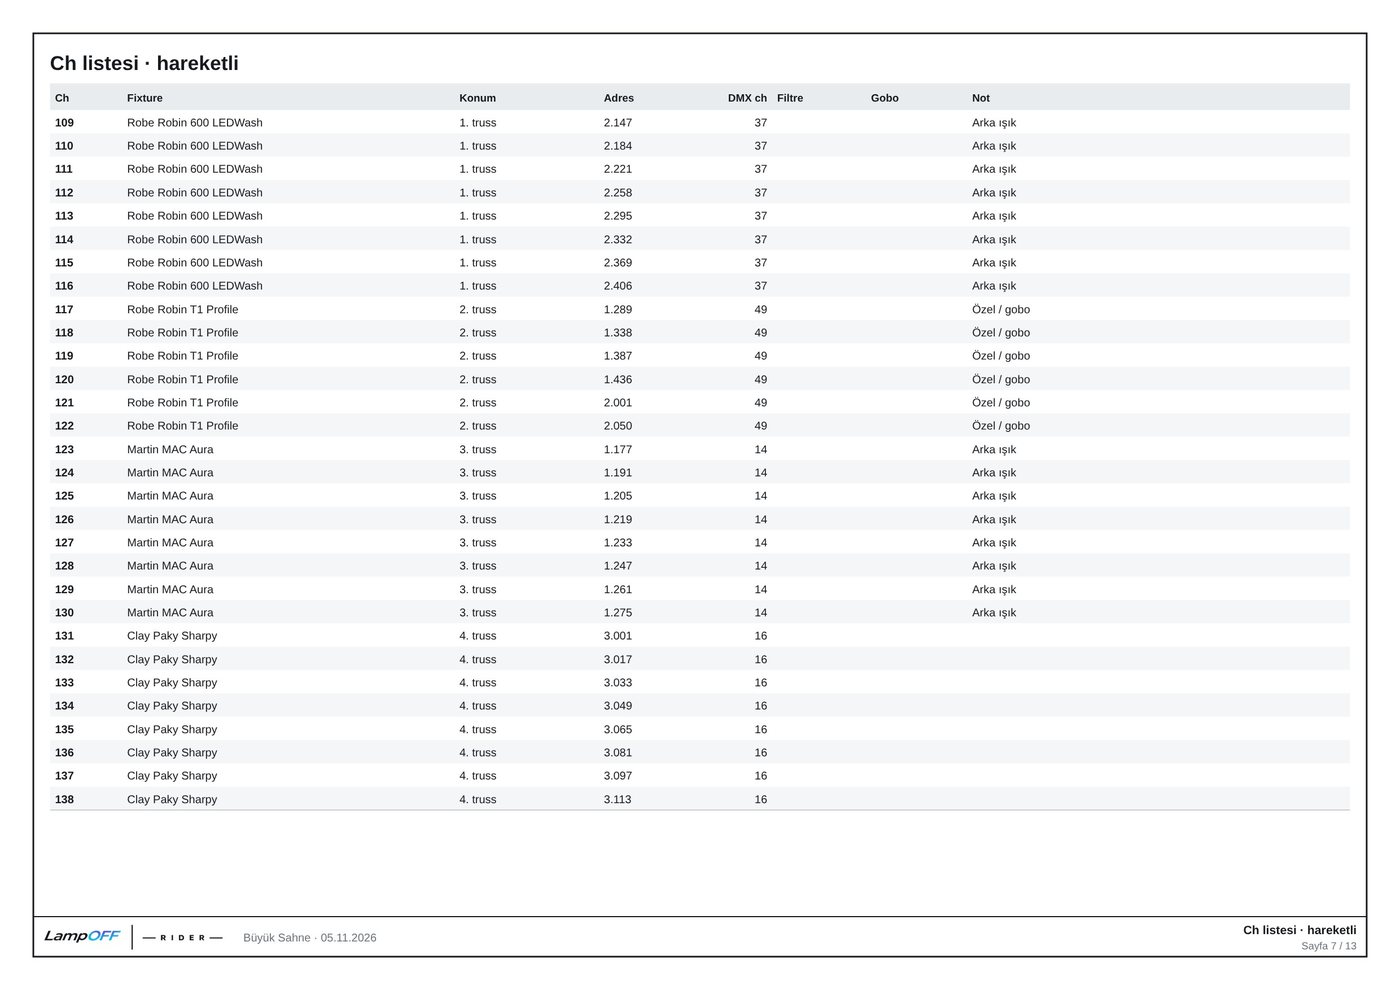 Ch listesi · hareketli
Ch Fixture Konum Adres DMX ch Filtre Gobo Not
109 Robe Robin 600 LEDWash 1. truss 2.147 37 Arka ışık
110 Robe Robin 600 LEDWash 1. truss 2.184 37 Arka ışık
111 Robe Robin 600 LEDWash 1. truss 2.221 37 Arka ışık
112 Robe Robin 600 LEDWash 1. truss 2.258 37 Arka ışık
113 Robe Robin 600 LEDWash 1. truss 2.295 37 Arka ışık
114 Robe Robin 600 LEDWash 1. truss 2.332 37 Arka ışık
115 Robe Robin 600 LEDWash 1. truss 2.369 37 Arka ışık
116 Robe Robin 600 LEDWash 1. truss 2.406 37 Arka ışık
117 Robe Robin T1 Profile 2. truss 1.289 49 Özel / gobo
118 Robe Robin T1 Profile 2. truss 1.338 49 Özel / gobo
119 Robe Robin T1 Profile 2. truss 1.387 49 Özel / gobo
120 Robe Robin T1 Profile 2. truss 1.436 49 Özel / gobo
121 Robe Robin T1 Profile 2. truss 2.001 49 Özel / gobo
122 Robe Robin T1 Profile 2. truss 2.050 49 Özel / gobo
123 Martin MAC Aura 3. truss 1.177 14 Arka ışık
124 Martin MAC Aura 3. truss 1.191 14 Arka ışık
125 Martin MAC Aura 3. truss 1.205 14 Arka ışık
126 Martin MAC Aura 3. truss 1.219 14 Arka ışık
127 Martin MAC Aura 3. truss 1.233 14 Arka ışık
128 Martin MAC Aura 3. truss 1.247 14 Arka ışık
129 Martin MAC Aura 3. truss 1.261 14 Arka ışık
130 Martin MAC Aura 3. truss 1.275 14 Arka ışık
131 Clay Paky Sharpy 4. truss 3.001 16
132 Clay Paky Sharpy 4. truss 3.017 16
133 Clay Paky Sharpy 4. truss 3.033 16
134 Clay Paky Sharpy 4. truss 3.049 16
135 Clay Paky Sharpy 4. truss 3.065 16
136 Clay Paky Sharpy 4. truss 3.081 16
137 Clay Paky Sharpy 4. truss 3.097 16
138 Clay Paky Sharpy 4. truss 3.113 16
LampOFF RIDER Büyük Sahne · 05.11.2026
Ch listesi · hareketli
Sayfa 7 / 13